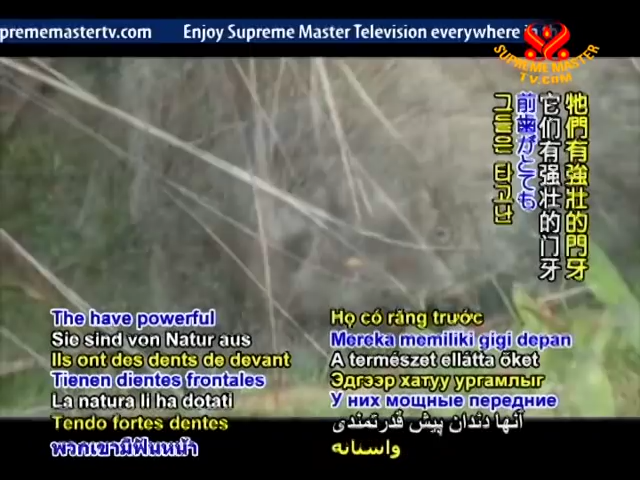 prememastertv.com Enjoy Supreme Master Television everywhere in th
SUPREME MASTER
TV.COM
牠們有強壯的門牙
它们有强壮的门牙
前歯がとても
그들은 타고난
The have powerful
Sie sind von Natur aus
Ils ont des dents de devant
Tienen dientes frontales
La natura li ha dotati
Tendo fortes dentes
พวกเขามีฟันหน้า
Họ có răng trước
Mereka memiliki gigi depan
A természet ellátta őket
Эдгээр хатуу ургамлыг
У них мощные передние
آنها دندان پیش قدرتمندی
واسنانه